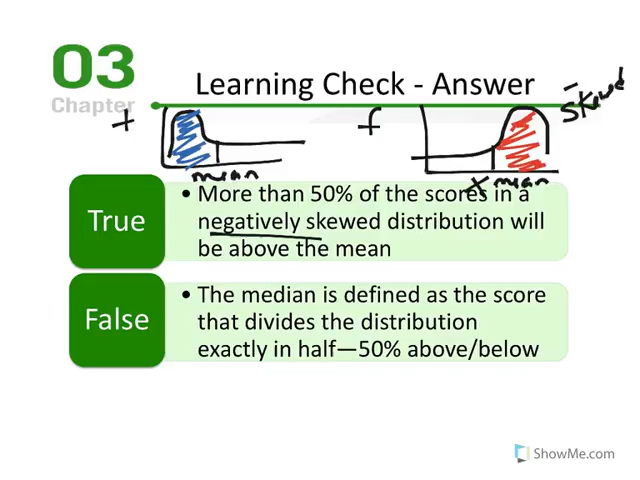 03
Chapter
Learning Check - Answer
- skewed
+
f
mean
x mean
True
• More than 50% of the scores in a
negatively skewed distribution will
be above the mean
False
• The median is defined as the score
that divides the distribution
exactly in half—50% above/below
ShowMe.com